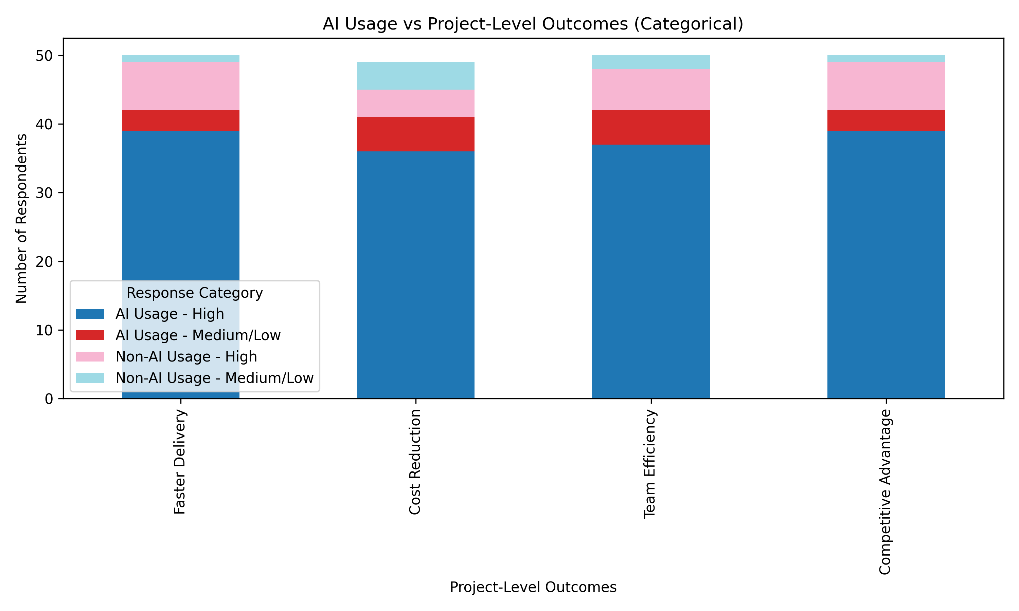 AI Usage vs Project-Level Outcomes (Categorical)
Number of Respondents
50
40
30
20
10
0
Response Category
AI Usage - High
AI Usage - Medium/Low
Non-AI Usage - High
Non-AI Usage - Medium/Low
Faster Delivery
Cost Reduction
Team Efficiency
Competitive Advantage
Project-Level Outcomes